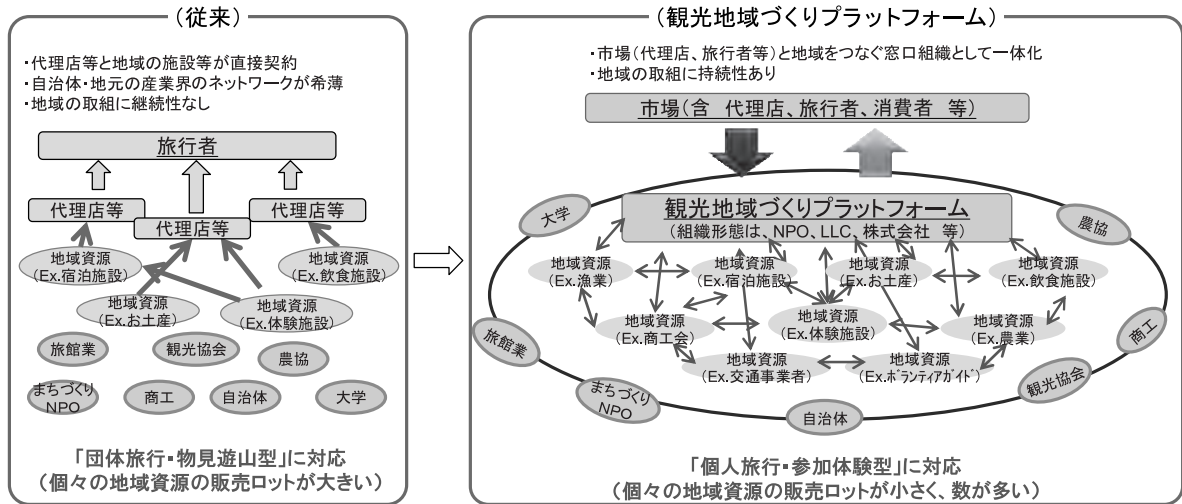 (従来)
・代理店等と地域の施設等が直接契約
・自治体・地元の産業界のネットワークが希薄
・地域の取組に継続性なし
旅行者
代理店等
代理店等
代理店等
地域資源
(Ex.宿泊施設)
地域資源
(Ex.飲食施設)
地域資源
(Ex.お土産)
地域資源
(Ex.体験施設)
旅館業
観光協会
農協
まちづくり
NPO
商工
自治体
大学
「団体旅行・物見遊山型」に対応
(個々の地域資源の販売ロットが大きい)
(観光地域づくりプラットフォーム)
・市場(代理店、旅行者等)と地域をつなぐ窓口組織として一体化
・地域の取組に持続性あり
市場(含 代理店、旅行者、消費者 等)
観光地域づくりプラットフォーム
(組織形態は、NPO、LLC、株式会社 等)
大学
農協
地域資源
(Ex.漁業)
地域資源
(Ex.宿泊施設)
地域資源
(Ex.お土産)
地域資源
(Ex.飲食施設)
地域資源
(Ex.商工会)
地域資源
(Ex.体験施設)
地域資源
(Ex.農業)
地域資源
(Ex.交通事業者)
地域資源
(Ex.ボランティアガイド)
旅館業
商工
まちづくり
NPO
観光協会
自治体
「個人旅行・参加体験型」に対応
(個々の地域資源の販売ロットが小さく、数が多い)